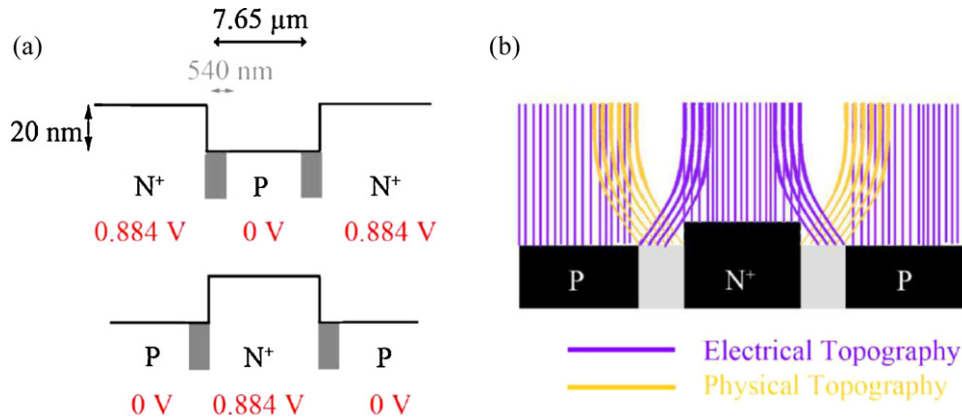 (a)
7.65 µm
540 nm
20 nm
N⁺ P N⁺
0.884 V 0 V 0.884 V
P N⁺ P
0 V 0.884 V 0 V
(b)
P N⁺ P
Electrical Topography
Physical Topography